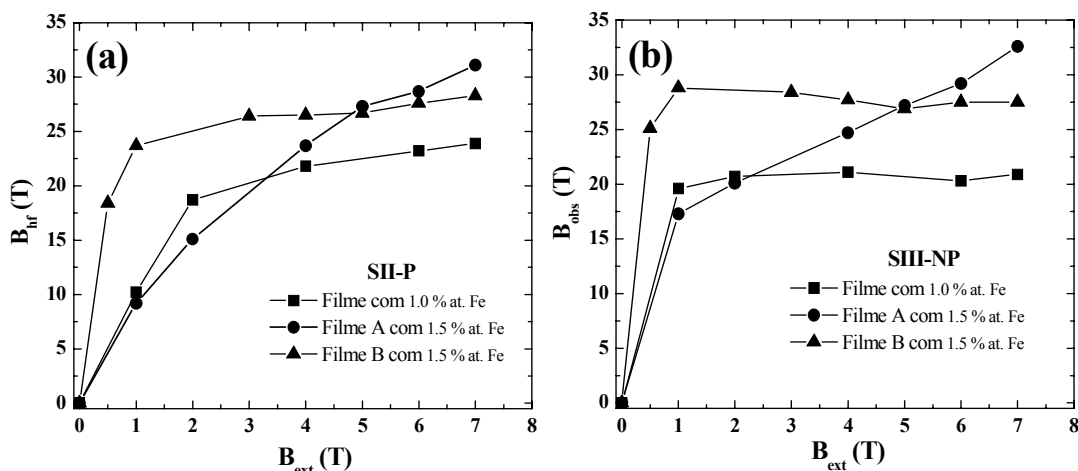 (a)
35
30
25
20
15
10
5
0
B_hf (T)
SII-P
Filme com 1.0 % at. Fe
Filme A com 1.5 % at. Fe
Filme B com 1.5 % at. Fe
0 1 2 3 4 5 6 7 8
B_ext (T)
(b)
35
30
25
20
15
10
5
0
B_obs (T)
SIII-NP
Filme com 1.0 % at. Fe
Filme A com 1.5 % at. Fe
Filme B com 1.5 % at. Fe
0 1 2 3 4 5 6 7 8
B_ext (T)